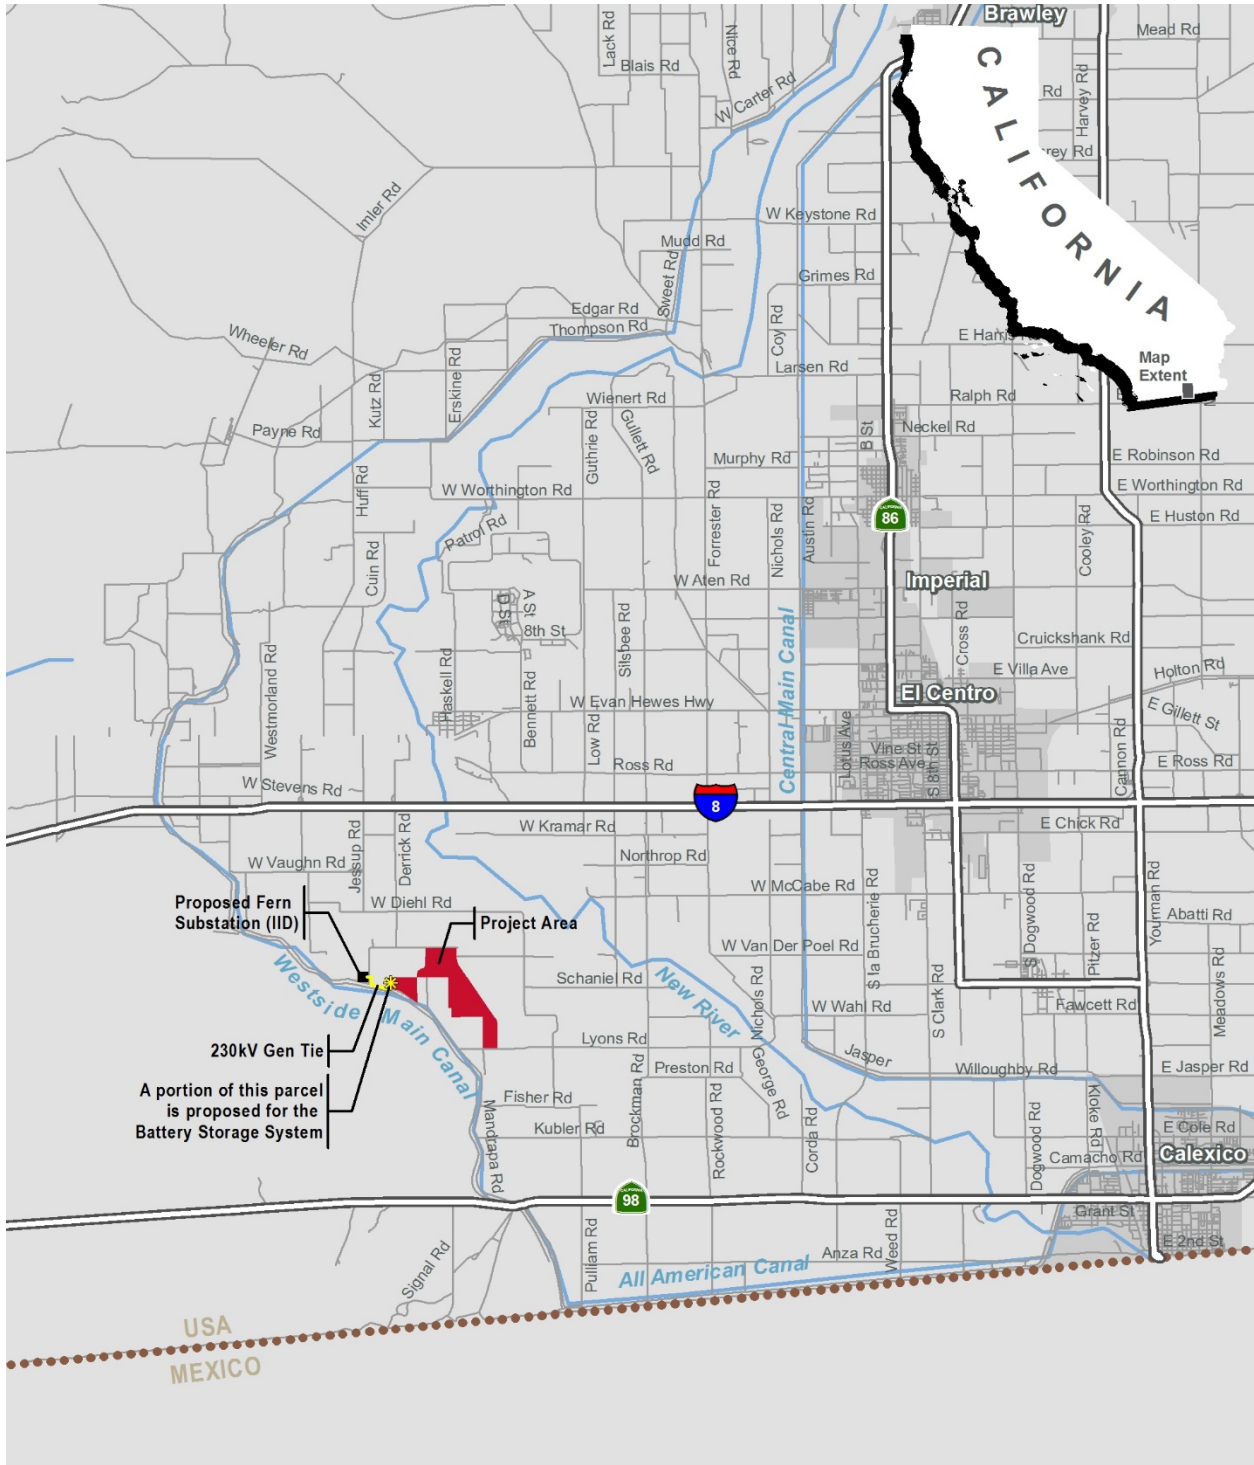 Brawley
Mead Rd
Lack Rd
Nice Rd
Blais Rd
W Carter Rd
Rd
Harvey Rd
CALIFORNIA
Imler Rd
W Keystone Rd
Mudd Rd
Grimes Rd
Sweet Rd
Edgar Rd
Thompson Rd
Coy Rd
Wheeler Rd
Erskine Rd
Kutz Rd
Larsen Rd
Map
Extent
Ralph Rd
Wienert Rd
Payne Rd
Guthrie Rd
Gullett Rd
B St
Neckel Rd
Murphy Rd
E Robinson Rd
Huff Rd
W Worthington Rd
E Worthington Rd
Patrol Rd
Forrester Rd
Nichols Rd
Austin Rd
CALIFORNIA
86
Cooley Rd
E Huston Rd
Cuin Rd
W Aten Rd
Imperial
D St
A St
8th St
Silsbee Rd
Central Main Canal
Cross Rd
Cruickshank Rd
Westmorland Rd
Haskell Rd
Bennett Rd
E Villa Ave
Holton Rd
W Evan Hewes Hwy
El Centro
E Gillett St
Low Rd
Lotus Ave
Vine St
Ross Ave
S 8th St
Cannon Rd
Ross Rd
E Ross Rd
W Stevens Rd
8
W Kramar Rd
E Chick Rd
Jessup Rd
Derrick Rd
W Vaughn Rd
Northrop Rd
W McCabe Rd
S la Brucherie Rd
S Dogwood Rd
Pitzer Rd
Yourman Rd
Proposed Fern
Substation (IID)
W Diehl Rd
Project Area
Abatti Rd
W Van Der Poel Rd
Westside Main Canal
Schaniel Rd
New River
Nichols Rd
S Clark Rd
Meadows Rd
W Wahl Rd
Fawcett Rd
230kV Gen Tie
Lyons Rd
Jasper
George Rd
Preston Rd
Willoughby Rd
E Jasper Rd
A portion of this parcel
is proposed for the
Battery Storage System
Fisher Rd
Brockman Rd
Rockwood Rd
Mandrapa Rd
Kubler Rd
Corda Rd
Dogwood Rd
Kloke Rd
E Cole Rd
Camacho Rd
Calexico
CALIFORNIA
98
Grant St
E 2nd St
Signal Rd
Pulliam Rd
Weed Rd
Anza Rd
All American Canal
USA
MEXICO